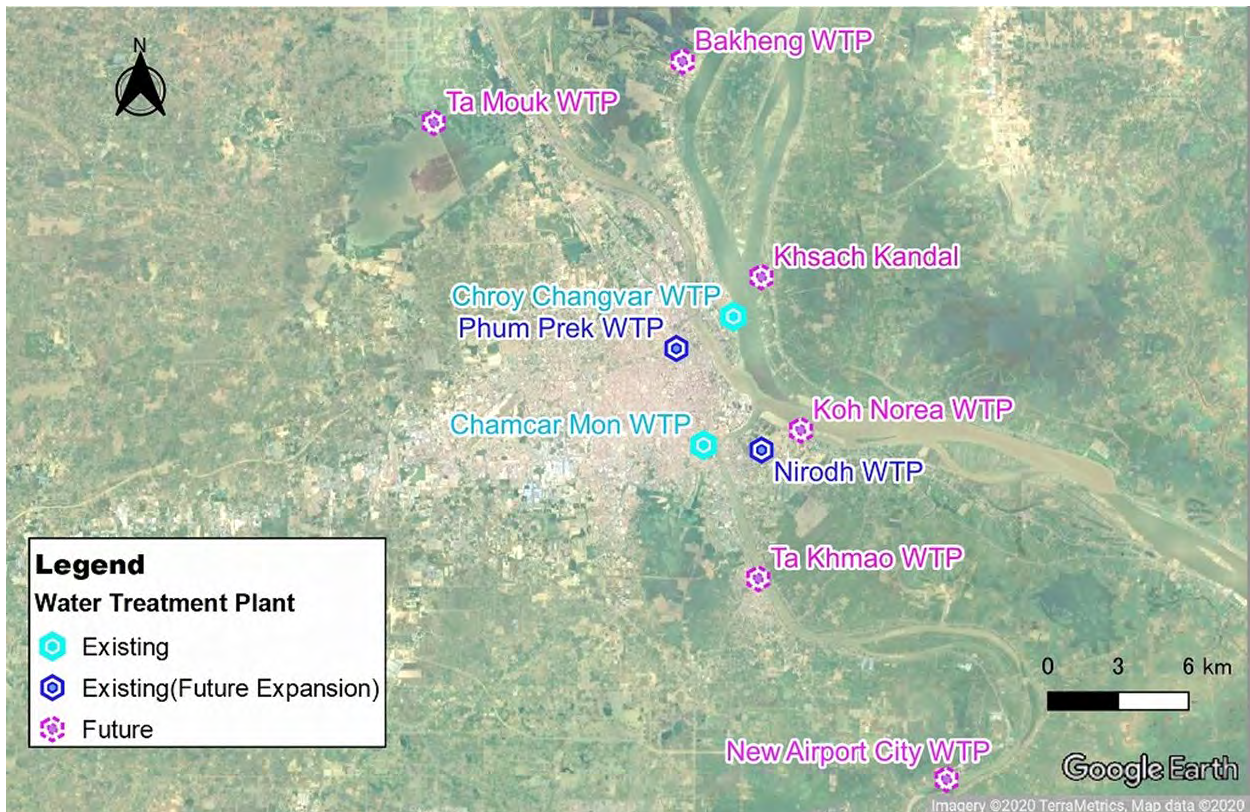 N
Bakheng WTP
Ta Mouk WTP
Khsach Kandal
Chroy Changvar WTP
Phum Prek WTP
Koh Norea WTP
Chamcar Mon WTP
Nirodh WTP
Ta Khmao WTP
Legend
Water Treatment Plant
Existing
Existing(Future Expansion)
Future
0 3 6 km
New Airport City WTP
Google Earth
Imagery ©2020 TerraMetrics, Map data ©2020